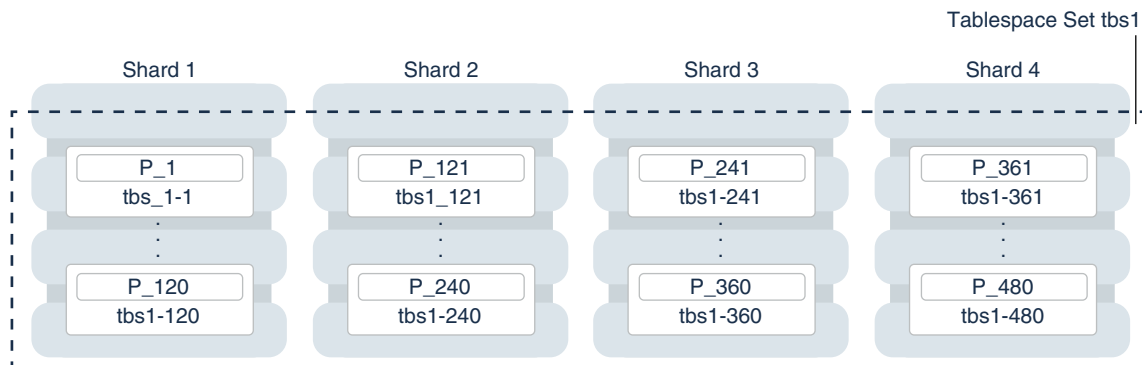 Tablespace Set tbs1
Shard 1
Shard 2
Shard 3
Shard 4
P_1
tbs_1-1
P_121
tbs1_121
P_241
tbs1-241
P_361
tbs1-361
P_120
tbs1-120
P_240
tbs1-240
P_360
tbs1-360
P_480
tbs1-480